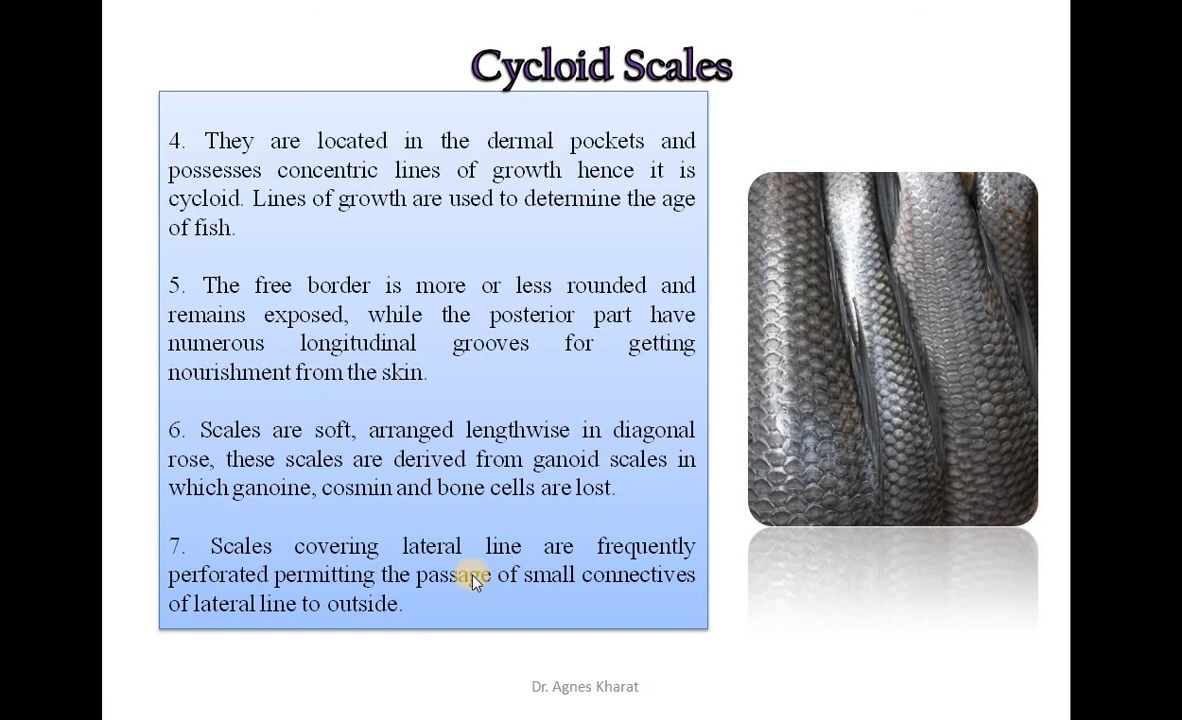 Cycloid Scales
4. They are located in the dermal pockets and
possesses concentric lines of growth hence it is
cycloid. Lines of growth are used to determine the age
of fish.
5. The free border is more or less rounded and
remains exposed, while the posterior part have
numerous longitudinal grooves for getting
nourishment from the skin.
6. Scales are soft, arranged lengthwise in diagonal
rose, these scales are derived from ganoid scales in
which ganoine, cosmin and bone cells are lost.
7. Scales covering lateral line are frequently
perforated permitting the passage of small connectives
of lateral line to outside.
Dr. Agnes Kharat